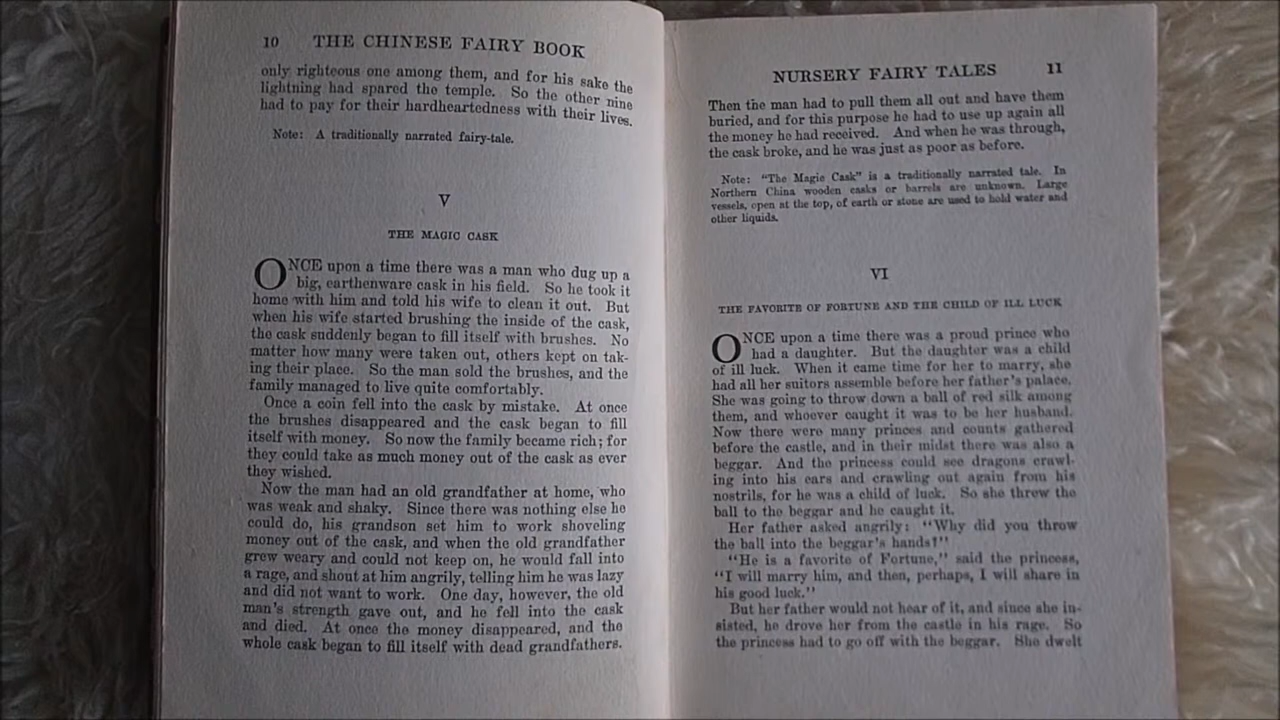 10 THE CHINESE FAIRY BOOK
only righteous one among them, and for his sake the
lightning had spared the temple. So the other nine
had to pay for their hardheartedness with their lives.
Note: A traditionally narrated fairy-tale.
V
THE MAGIC CASK
ONCE upon a time there was a man who dug up a
big, earthenware cask in his field. So he took it
home with him and told his wife to clean it out. But
when his wife started brushing the inside of the cask,
the cask suddenly began to fill itself with brushes. No
matter how many were taken out, others kept on tak-
ing their place. So the man sold the brushes, and the
family managed to live quite comfortably.
Once a coin fell into the cask by mistake. At once
the brushes disappeared and the cask began to fill
itself with money. So now the family became rich; for
they could take as much money out of the cask as ever
they wished.
Now the man had an old grandfather at home, who
was weak and shaky. Since there was nothing else he
could do, his grandson set him to work shoveling
money out of the cask, and when the old grandfather
grew weary and could not keep on, he would fall into
a rage, and shout at him angrily, telling him he was lazy
and did not want to work. One day, however, the old
man's strength gave out, and he fell into the cask
and died. At once the money disappeared, and the
whole cask began to fill itself with dead grandfathers.
NURSERY FAIRY TALES 11
Then the man had to pull them all out and have them
buried, and for this purpose he had to use up again all
the money he had received. And when he was through,
the cask broke, and he was just as poor as before.
Note: "The Magic Cask" is a traditionally narrated tale. In
Northern China wooden casks or barrels are unknown. Large
vessels, open at the top, of earth or stone are used to hold water and
other liquids.
VI
THE FAVORITE OF FORTUNE AND THE CHILD OF ILL LUCK
ONCE upon a time there was a proud prince who
had a daughter. But the daughter was a child
of ill luck. When it came time for her to marry, she
had all her suitors assemble before her father's palace.
She was going to throw down a ball of red silk among
them, and whoever caught it was to be her husband.
Now there were many princes and counts gathered
before the castle, and in their midst there was also a
beggar. And the princess could see dragons crawl-
ing into his ears and crawling out again from his
nostrils, for he was a child of luck. So she threw the
ball to the beggar and he caught it.
Her father asked angrily: "Why did you throw
the ball into the beggar's hands?"
"He is a favorite of Fortune," said the princess,
"I will marry him, and then, perhaps, I will share in
his good luck."
But her father would not hear of it, and since she in-
sisted, he drove her from the castle in his rage. So
the princess had to go off with the beggar. She dwelt